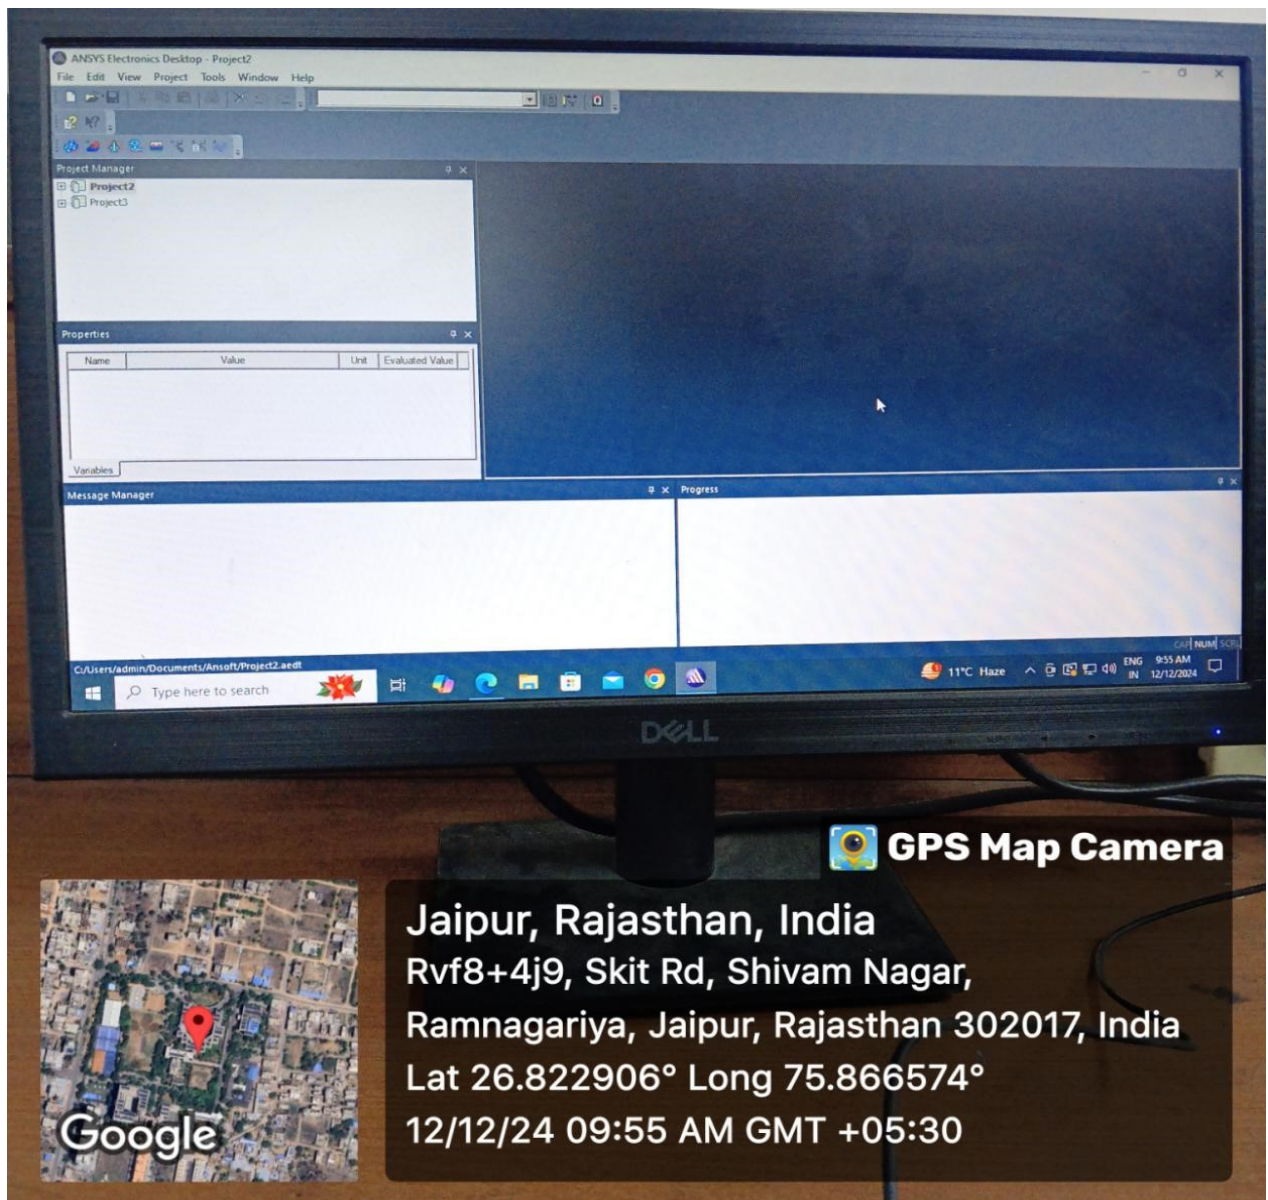 ANSYS Electronics Desktop - Project2
File Edit View Project Tools Window Help
Project Manager
Project2
Project3
Properties
Name Value Unit Evaluated Value
Variables
Message Manager
Progress
CAP NUM SCRL
C:/Users/admin/Documents/Ansoft/Project2.aedt
Type here to search
11°C Haze
ENG
IN
9:55 AM
12/12/2024
DELL
GPS Map Camera
Jaipur, Rajasthan, India
Rvf8+4j9, Skit Rd, Shivam Nagar,
Ramnagariya, Jaipur, Rajasthan 302017, India
Lat 26.822906° Long 75.866574°
12/12/24 09:55 AM GMT +05:30
Google